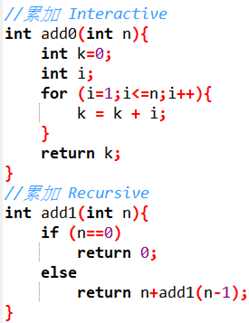 //累加 Interactive
int add0(int n){
    int k=0;
    int i;
    for (i=1;i<=n;i++){
        k = k + i;
    }
    return k;
}
//累加 Recursive
int add1(int n){
    if (n==0)
        return 0;
    else
        return n+add1(n-1);
}